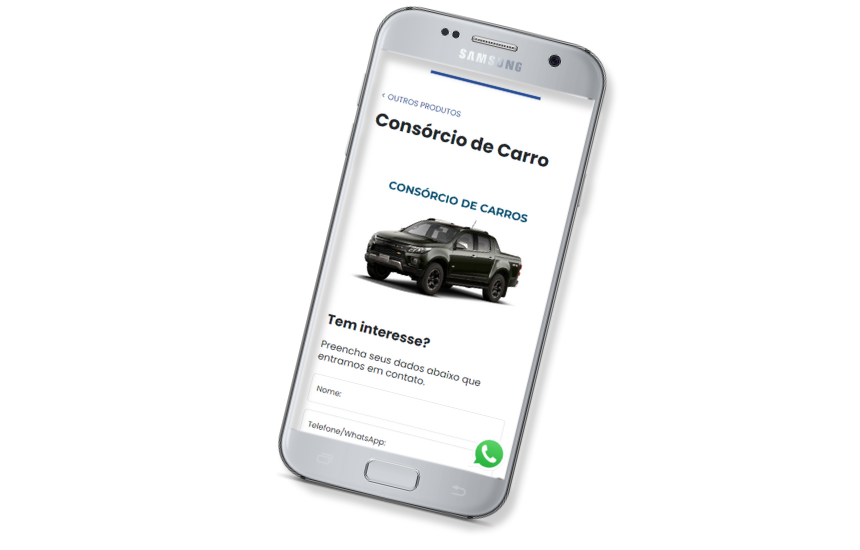 SAMSUNG
‹ OUTROS PRODUTOS
Consórcio de Carro
CONSÓRCIO DE CARROS
Tem interesse?
Preencha seus dados abaixo que
entramos em contato.
Nome:
Telefone/WhatsApp: